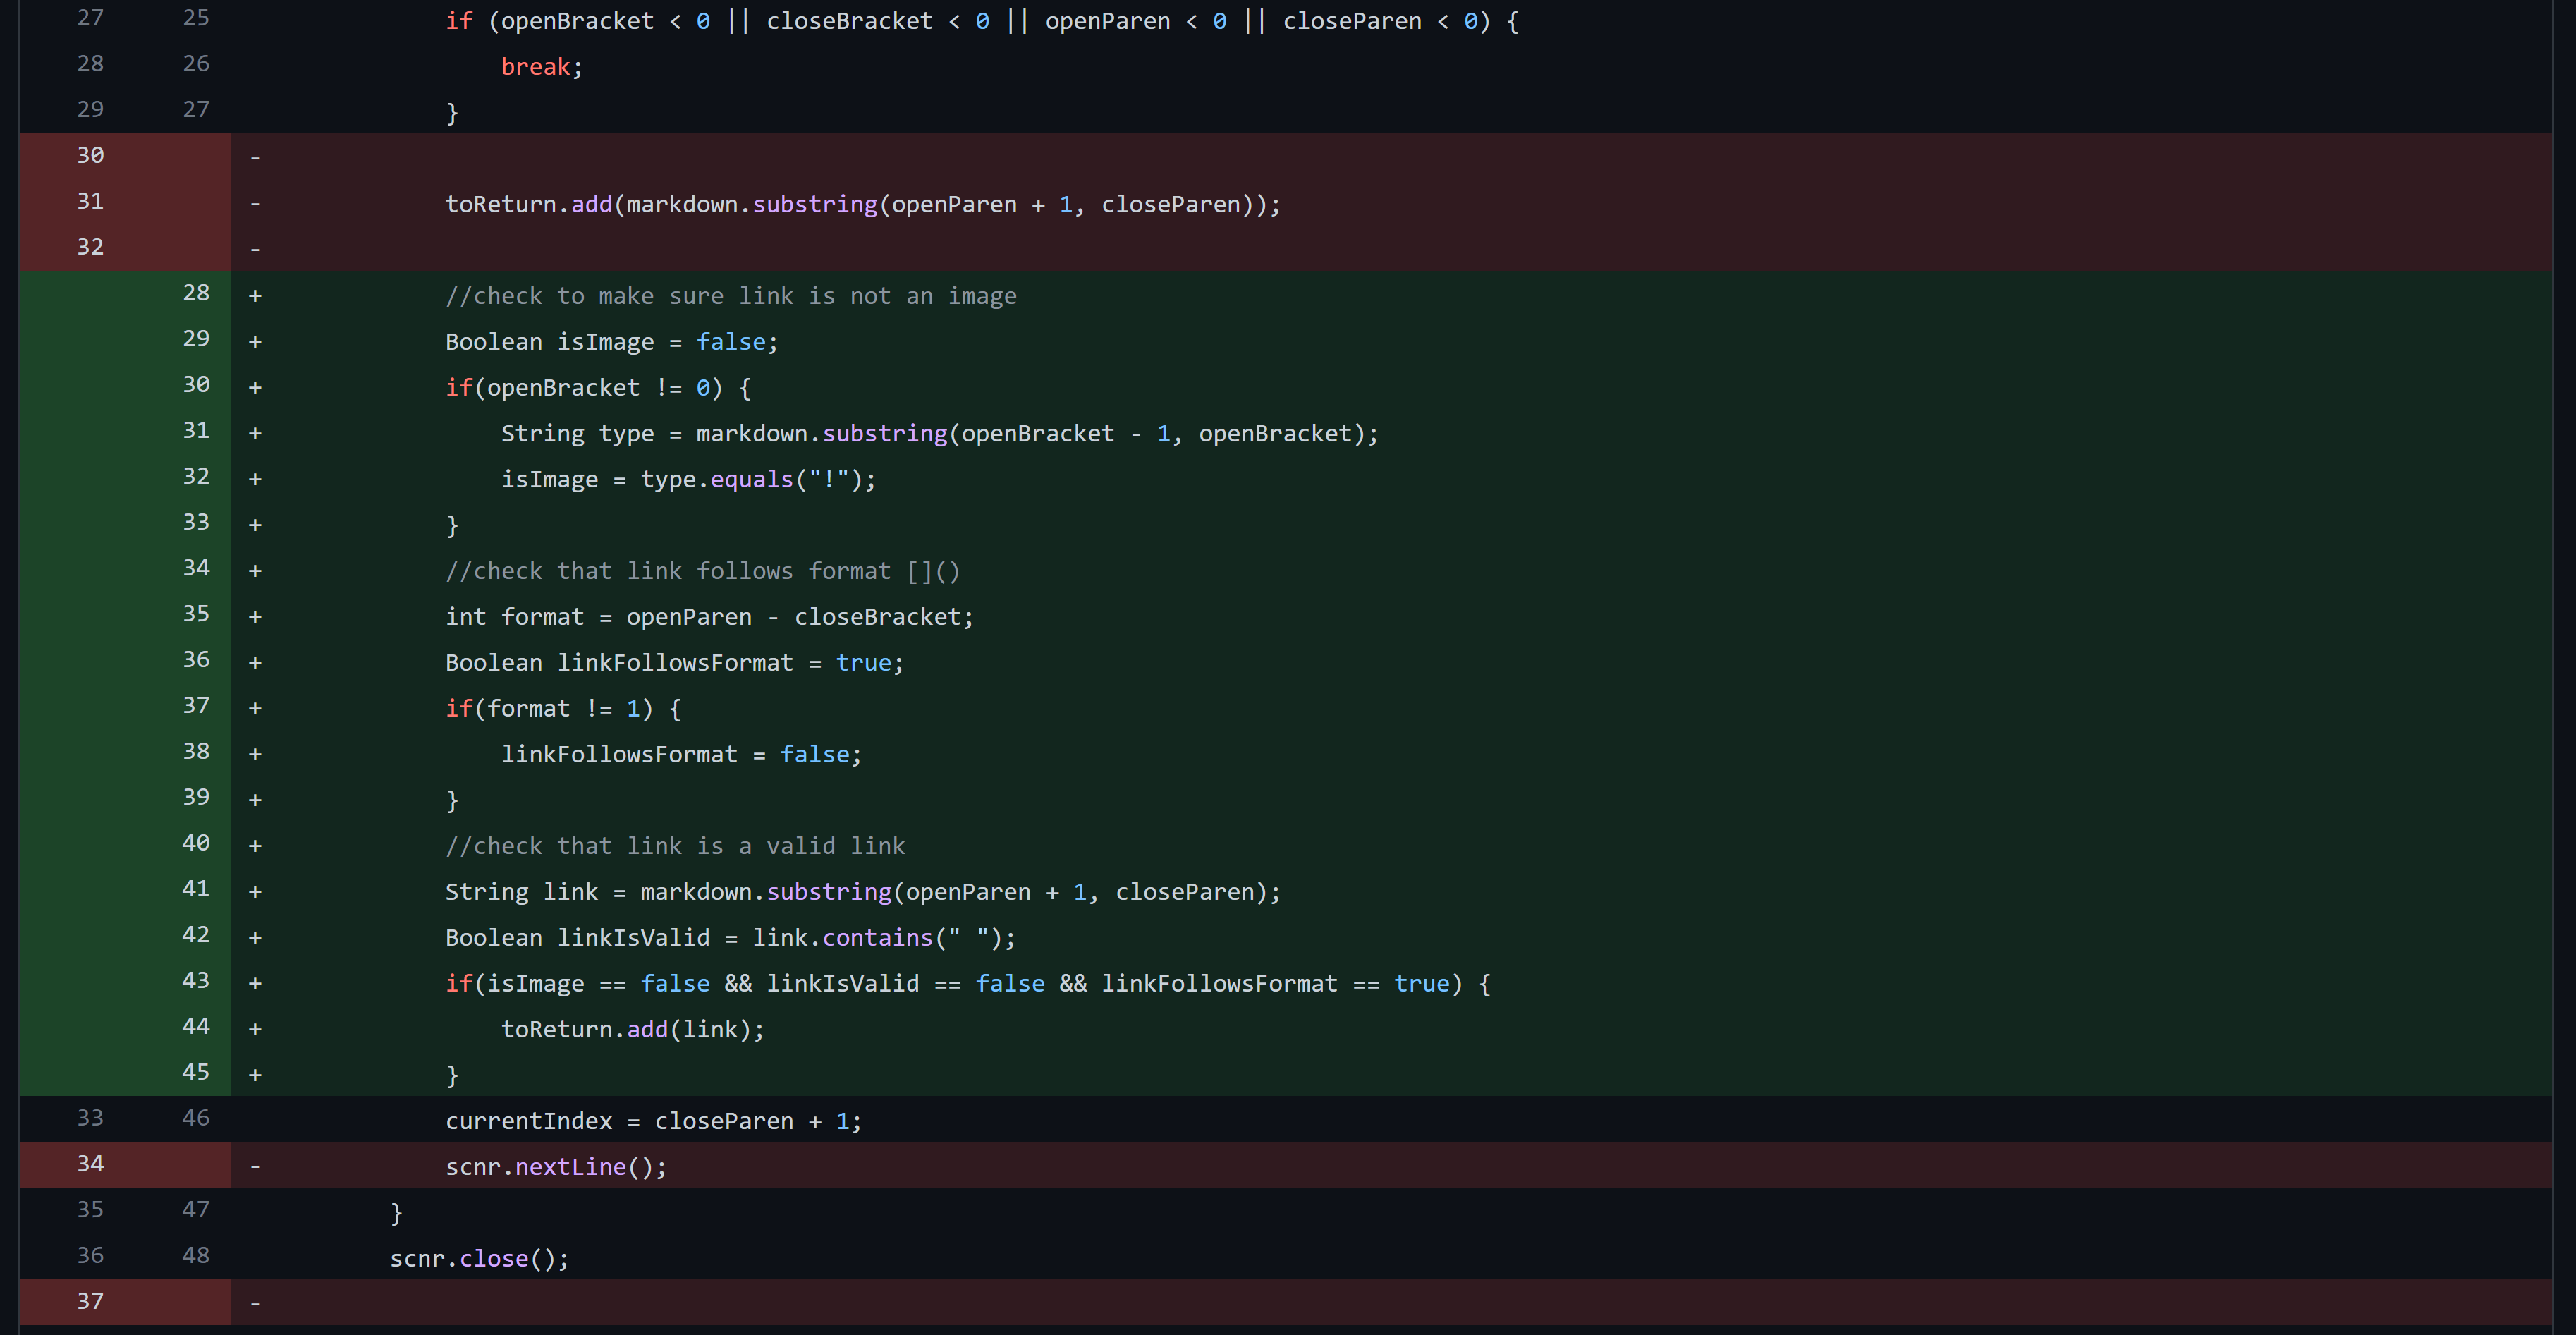 27 25 if (openBracket < 0 || closeBracket < 0 || openParen < 0 || closeParen < 0) {
28 26 break;
29 27 }
30 -
31 - toReturn.add(markdown.substring(openParen + 1, closeParen));
32 -
28 + //check to make sure link is not an image
29 + Boolean isImage = false;
30 + if(openBracket != 0) {
31 + String type = markdown.substring(openBracket - 1, openBracket);
32 + isImage = type.equals("!");
33 + }
34 + //check that link follows format []()
35 + int format = openParen - closeBracket;
36 + Boolean linkFollowsFormat = true;
37 + if(format != 1) {
38 + linkFollowsFormat = false;
39 + }
40 + //check that link is a valid link
41 + String link = markdown.substring(openParen + 1, closeParen);
42 + Boolean linkIsValid = link.contains(" ");
43 + if(isImage == false && linkIsValid == false && linkFollowsFormat == true) {
44 + toReturn.add(link);
45 + }
33 46 currentIndex = closeParen + 1;
34 - scnr.nextLine();
35 47 }
36 48 scnr.close();
37 -